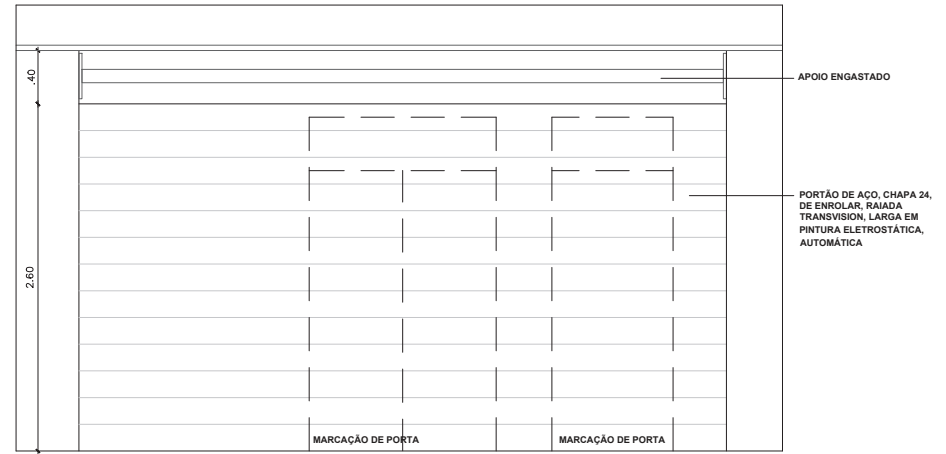 .40
APOIO ENGASTADO
PORTÃO DE AÇO, CHAPA 24,
DE ENROLAR, RAIADA
TRANSVISION, LARGA EM
PINTURA ELETROSTÁTICA,
AUTOMÁTICA
2.60
MARCAÇÃO DE PORTA
MARCAÇÃO DE PORTA